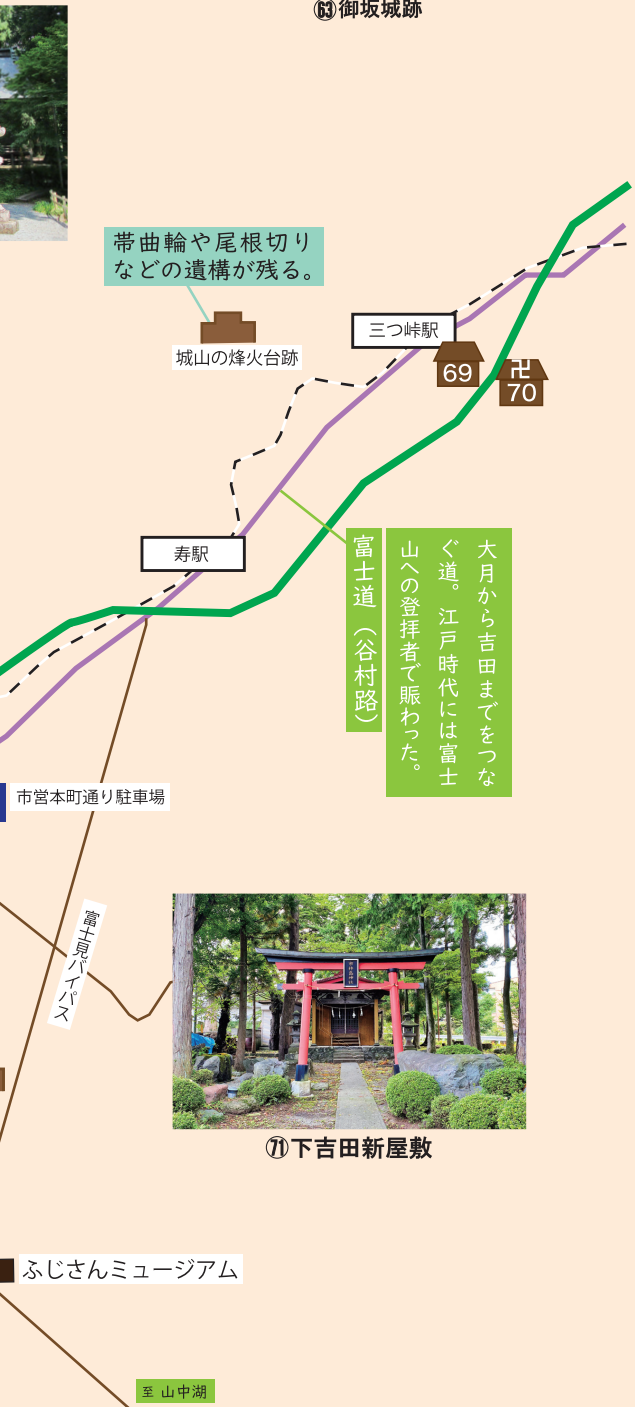 ㊿御坂城跡
帯曲輪や尾根切り
などの遺構が残る。
城山の烽火台跡
三つ峠駅
69
卍
70
寿駅
大月から吉田までをつな
ぐ道。江戸時代には富士
山への登拝者で賑わった。
富士道（谷村路）
市営本町通り駐車場
富士見バイパス
71下吉田新屋敷
ふじさんミュージアム
至 山中湖